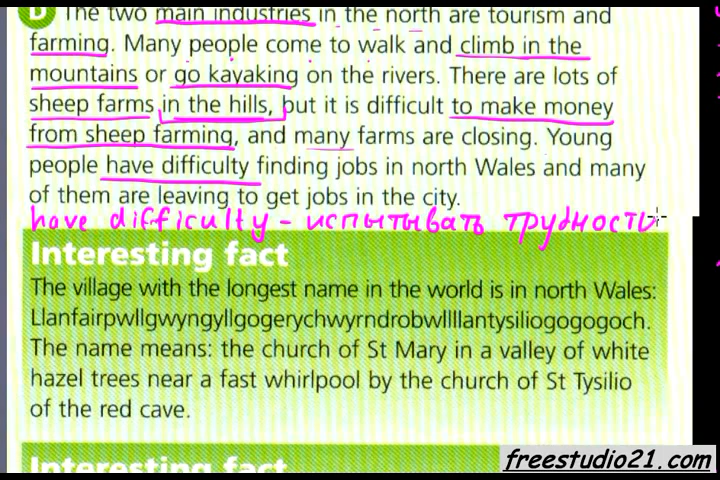 D The two main industries in the north are tourism and
farming. Many people come to walk and climb in the
mountains or go kayaking on the rivers. There are lots of
sheep farms in the hills, but it is difficult to make money
from sheep farming, and many farms are closing. Young
people have difficulty finding jobs in north Wales and many
of them are leaving to get jobs in the city.
have difficulty - испытывать трудности
Interesting fact
The village with the longest name in the world is in north Wales:
Llanfairpwllgwyngyllgogerychwyrndrobwllllantysiliogogogoch.
The name means: the church of St Mary in a valley of white
hazel trees near a fast whirlpool by the church of St Tysilio
of the red cave.
Interesting fact
freestudio21.com